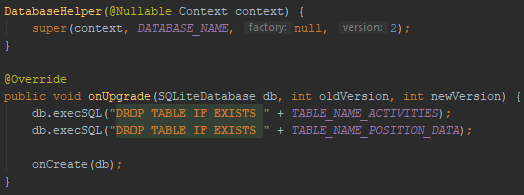 DatabaseHelper(@Nullable Context context) {
super(context, DATABASE_NAME, factory: null, version: 2);
}
@Override
public void onUpgrade(SQLiteDatabase db, int oldVersion, int newVersion) {
db.execSQL("DROP TABLE IF EXISTS " + TABLE_NAME_ACTIVITIES);
db.execSQL("DROP TABLE IF EXISTS " + TABLE_NAME_POSITION_DATA);
onCreate(db);
}